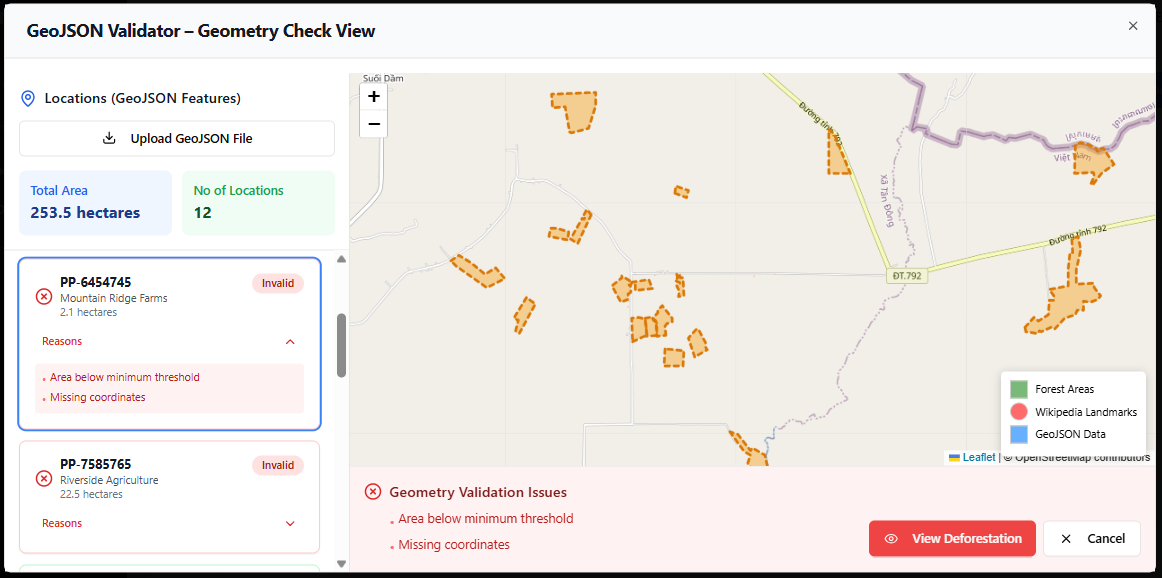 GeoJSON Validator – Geometry Check View
Locations (GeoJSON Features)
Upload GeoJSON File
Total Area
253.5 hectares
No of Locations
12
PP-6454745
Mountain Ridge Farms
2.1 hectares
Invalid
Reasons
Area below minimum threshold
Missing coordinates
PP-7585765
Riverside Agriculture
22.5 hectares
Invalid
Reasons
Suối Dầm
+
−
Đường tỉnh 792
Xã Tân Đông
Việt Nam
Đường tỉnh 792
ĐT.792
Forest Areas
Wikipedia Landmarks
GeoJSON Data
Leaflet | © OpenStreetMap contributors
Geometry Validation Issues
Area below minimum threshold
Missing coordinates
View Deforestation
Cancel